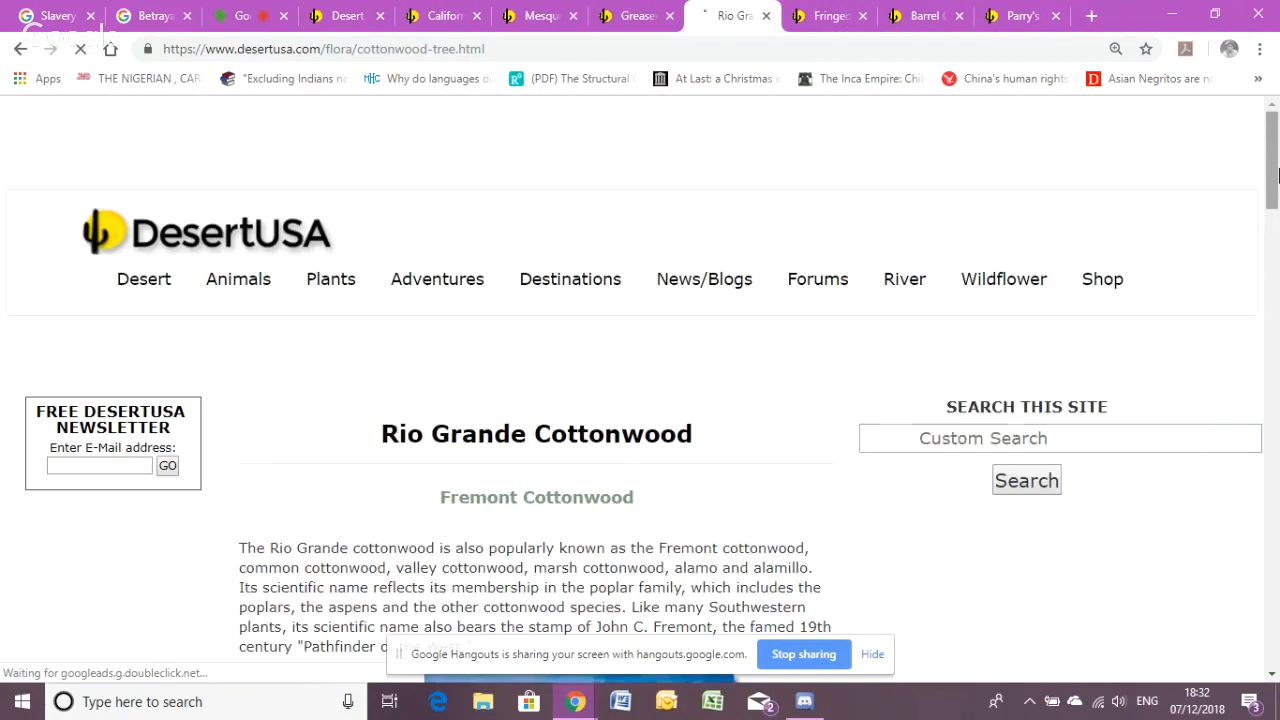 Slavery
Betraya
Goo
Desert
Californ
Mesqu
Grease
Rio Gra
Fringed
Barrel C
Parry's
Google
https://www.desertusa.com/flora/cottonwood-tree.html
Apps
THE NIGERIAN , CAR
"Excluding Indians no
Why do languages di
(PDF) The Structural
At Last: a Christmas i
The Inca Empire: Chi
China's human rights
Asian Negritos are no
DesertUSA
Desert Animals Plants Adventures Destinations News/Blogs Forums River Wildflower Shop
FREE DESERTUSA
NEWSLETTER
Enter E-Mail address:
GO
Rio Grande Cottonwood
Fremont Cottonwood
The Rio Grande cottonwood is also popularly known as the Fremont cottonwood,
common cottonwood, valley cottonwood, marsh cottonwood, alamo and alamillo.
Its scientific name reflects its membership in the poplar family, which includes the
poplars, the aspens and the other cottonwood species. Like many Southwestern
plants, its scientific name also bears the stamp of John C. Fremont, the famed 19th
century "Pathfinder
SEARCH THIS SITE
Custom Search
Search
Google Hangouts is sharing your screen with hangouts.google.com.
Stop sharing
Hide
Waiting for googleads.g.doubleclick.net...
Type here to search
2
ENG
18:32
07/12/2018
3